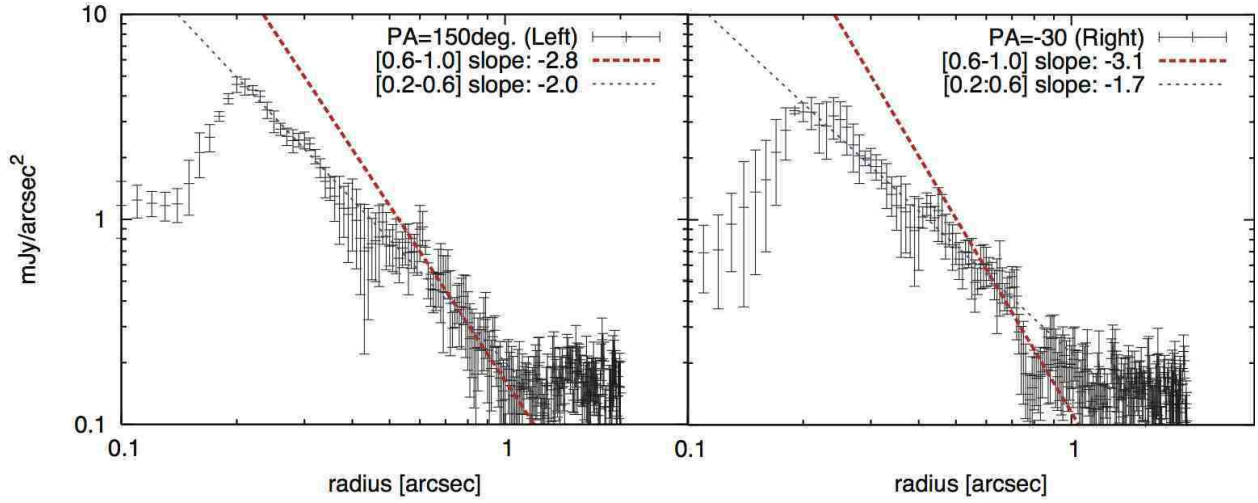 10
PA=150deg. (Left)
[0.6-1.0] slope: -2.8
[0.2-0.6] slope: -2.0
PA=-30 (Right)
[0.6-1.0] slope: -3.1
[0.2:0.6] slope: -1.7
mJy/arcsec²
1
0.1
0.1
1
0.1
1
radius [arcsec]
radius [arcsec]